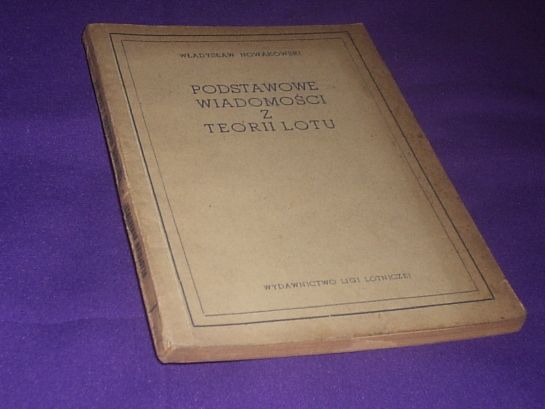 WŁADYSŁAW NOWAKOWSKI
PODSTAWOWE
WIADOMOŚCI
Z
TEORII LOTU
WYDAWNICTWO LIGI LOTNICZEJ